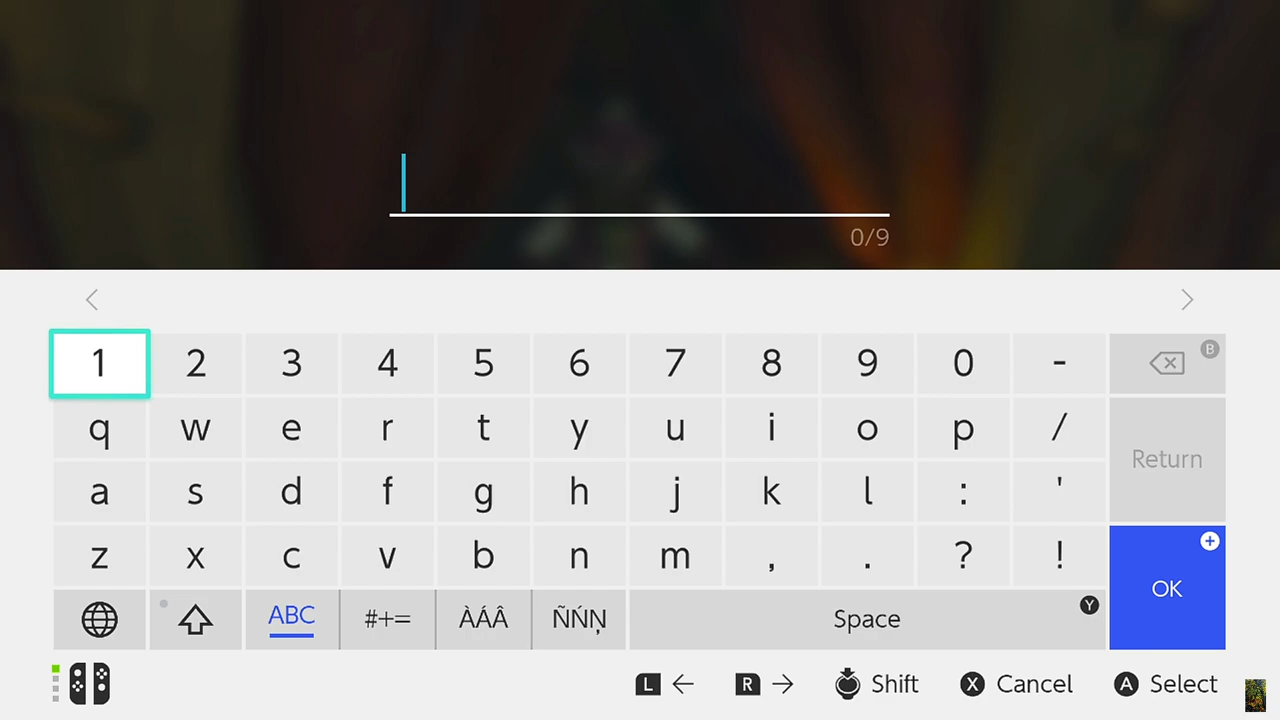 0/9
1 2 3 4 5 6 7 8 9 0 - B
q w e r t y u i o p / Return
a s d f g h j k l : '
z x c v b n m , . ? ! + OK
ABC #+= ÀÁÂ ÑŃŅ Space Y
L ← R → Shift X Cancel A Select